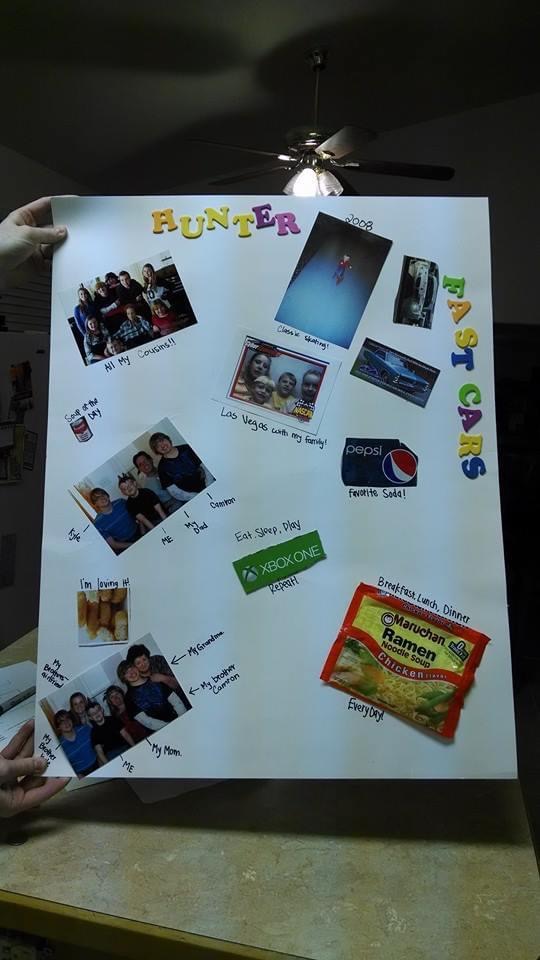 HUNTER
2008
FAST CARS
Classic skating!
All My Cousins!!
Las Vegas with my family!
NASCAR
Soup of the
DAY
pepsi
favorite Soda!
Kyle
ME
My
Dad
Camron
Eat, Sleep, Play
XBOX ONE
Repeat!
I'm loving it!
Breakfast, Lunch, Dinner
Maruchan
Ramen
Noodle Soup
Chicken FLAVOR
EveryDay!
My Grandma
My brother
Camron
My
Brothers
Girlfriend
My
Brother
Kyle
ME
My Mom.